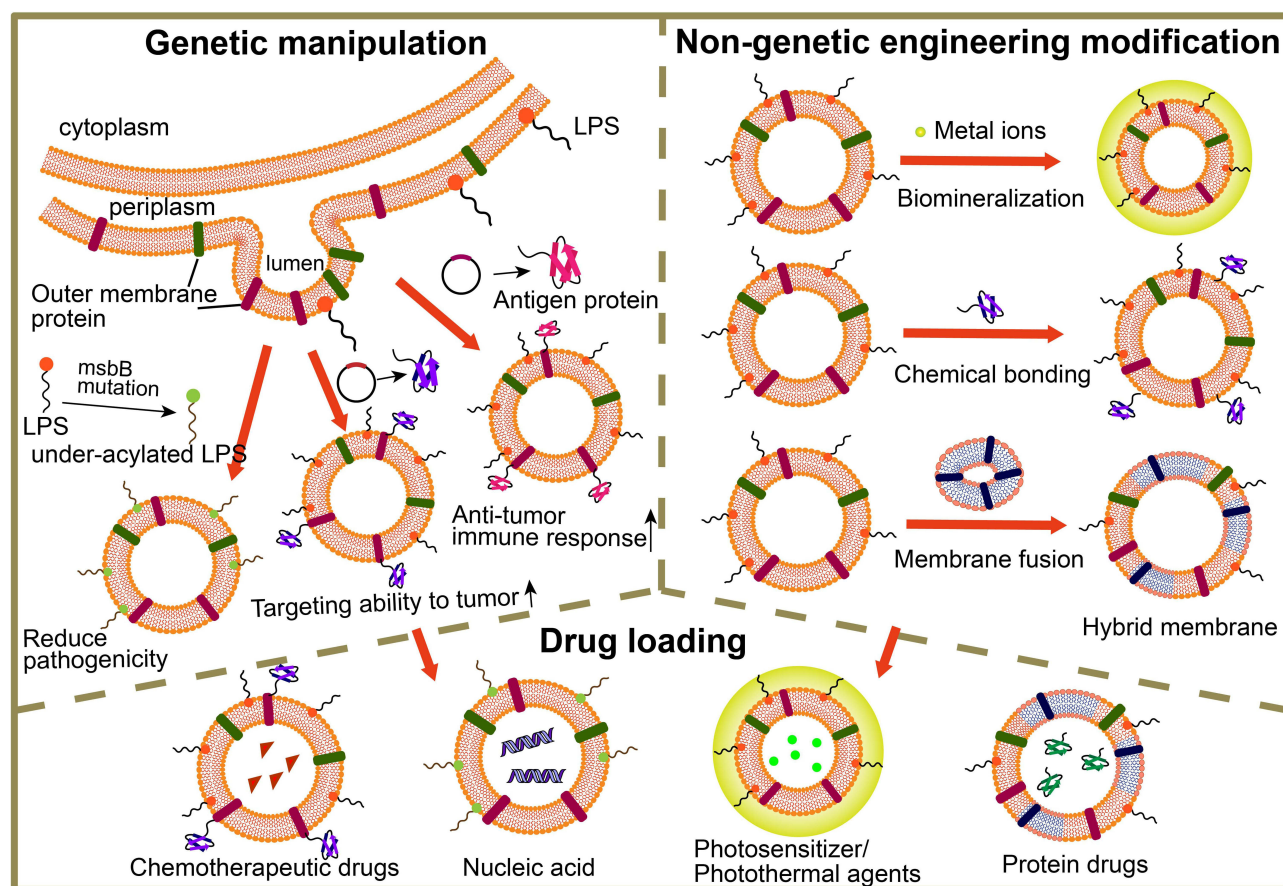 Genetic manipulation
cytoplasm
LPS
periplasm
lumen
Outer membrane
protein
Antigen protein
msbB
mutation
LPS
under-acylated LPS
Anti-tumor
immune response
Targeting ability to tumor
Reduce
pathogenicity
Non-genetic engineering modification
Metal ions
Biomineralization
Chemical bonding
Membrane fusion
Hybrid membrane
Drug loading
Chemotherapeutic drugs
Nucleic acid
Photosensitizer/
Photothermal agents
Protein drugs